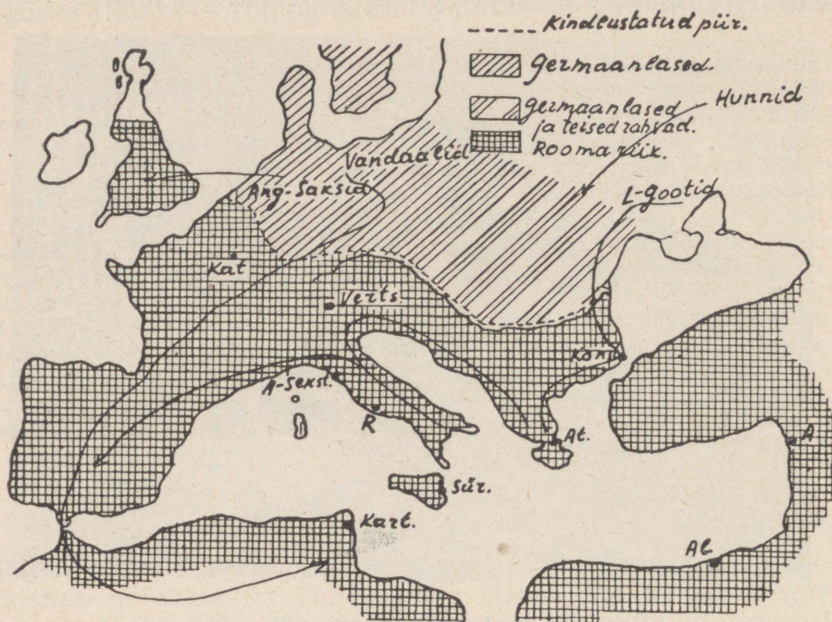 Kindlustatud piir.
Germaanlased.
Germaanlased
ja teised rahvad.
Rooma riik.
Hunnid
Vandaalid
Ang-Saksid
L-Gootid
Kat
Verts.
Kons
A-Sekst.
R
At.
A
Sür.
Kart.
Al.